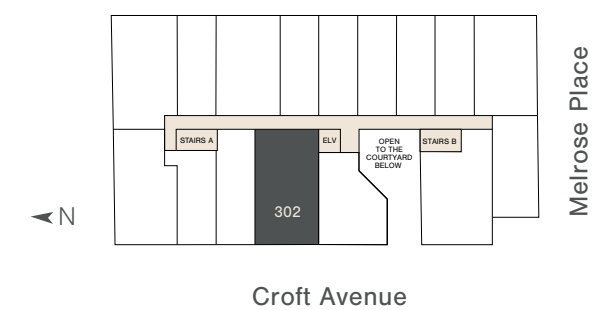 STAIRS A
ELV
OPEN
TO THE
COURTYARD
BELOW
STAIRS B
302
N
Melrose Place
Croft Avenue